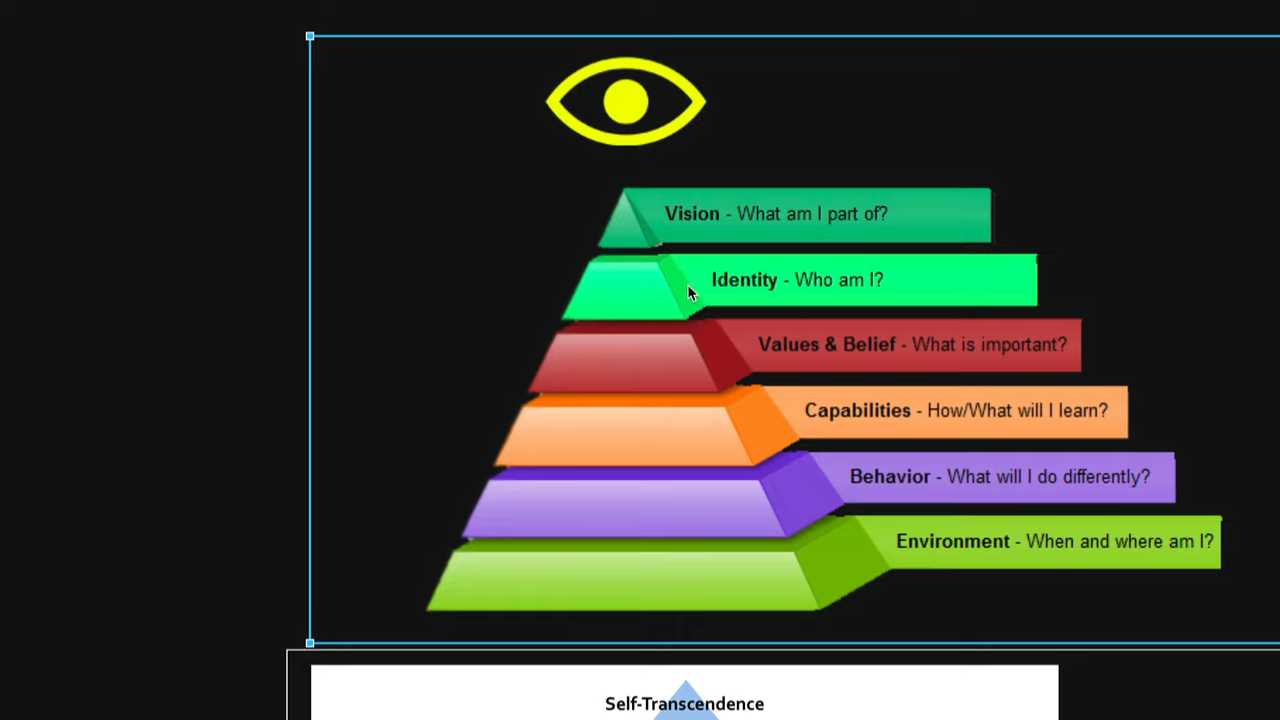 Vision - What am I part of?
Identity - Who am I?
Values & Belief - What is important?
Capabilities - How/What will I learn?
Behavior - What will I do differently?
Environment - When and where am I?
Self-Transcendence